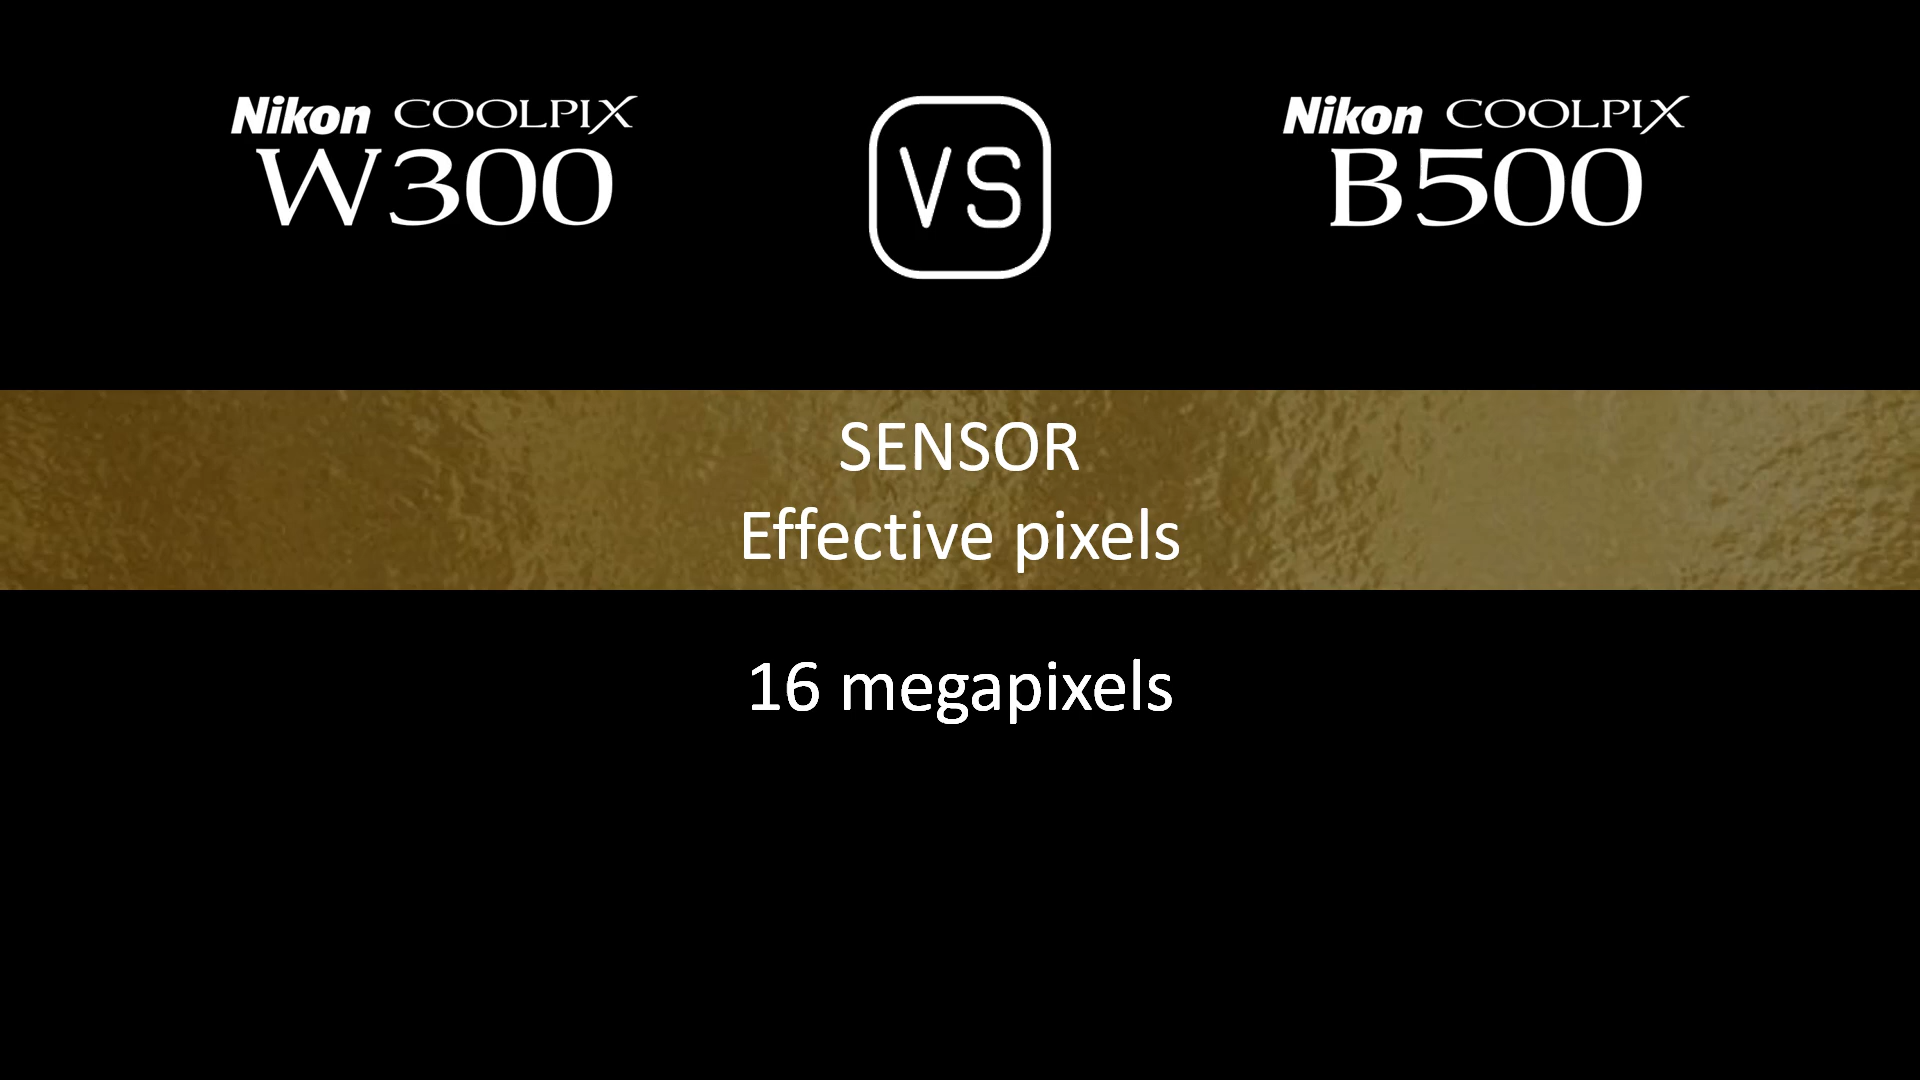 Nikon COOLPIX
W300
VS
Nikon COOLPIX
B500
SENSOR
Effective pixels
16 megapixels